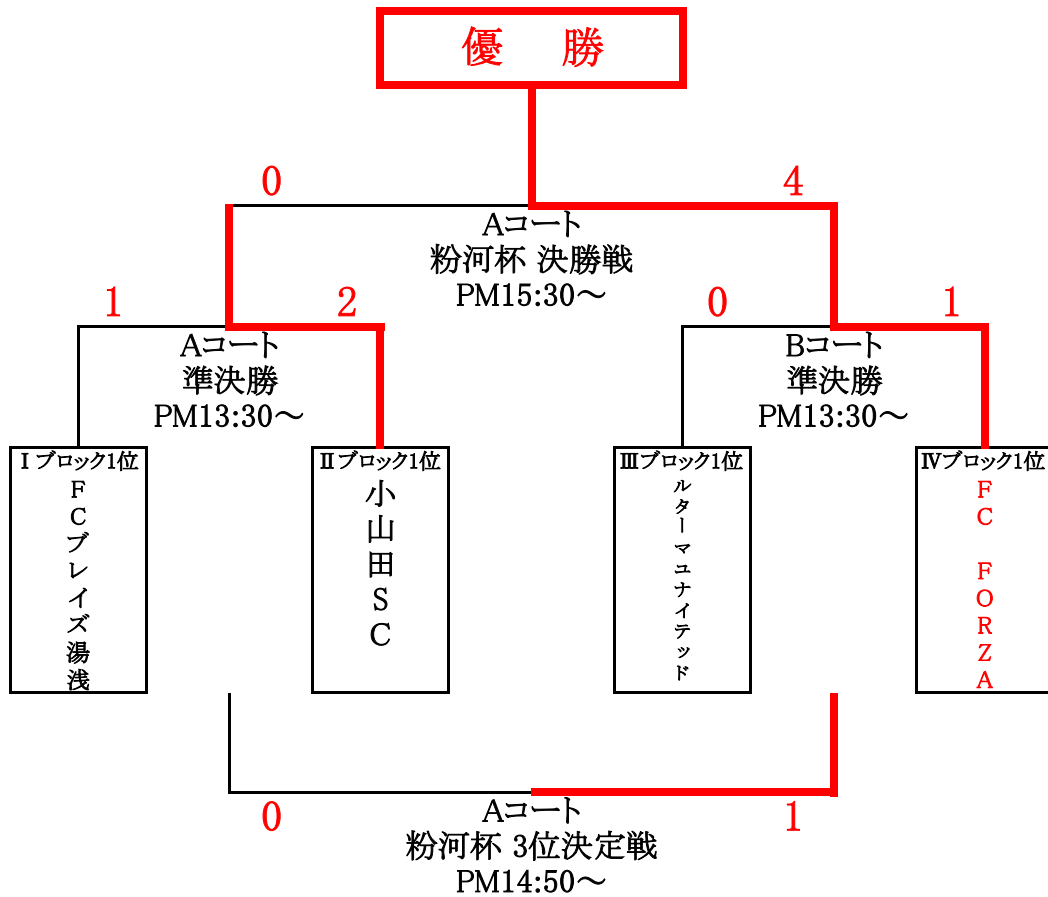 優　勝
0
4
Aコート
粉河杯 決勝戦
PM15:30～
1
2
0
1
Aコート
準決勝
PM13:30～
Bコート
準決勝
PM13:30～
Ⅰブロック1位
FCブレイズ湯浅
Ⅱブロック1位
小山田SC
Ⅲブロック1位
ルターマユナイテッド
Ⅳブロック1位
FC FORZA
0
1
Aコート
粉河杯 3位決定戦
PM14:50～